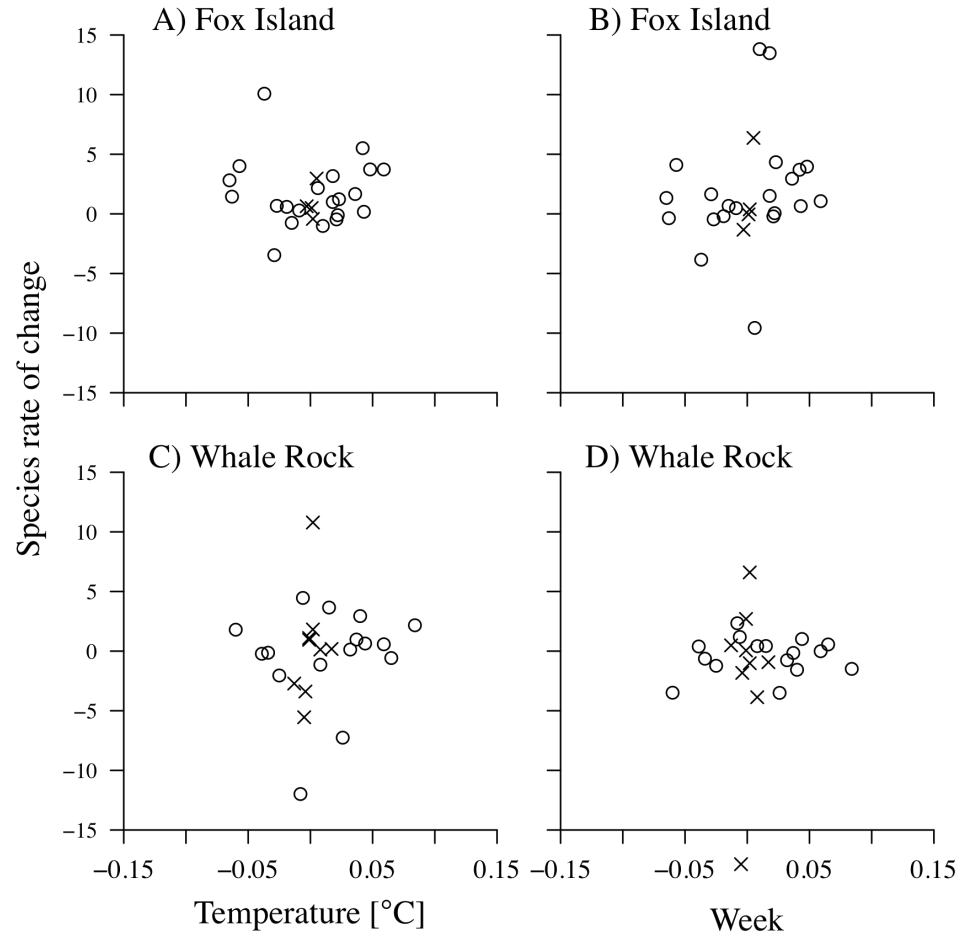 A) Fox Island
B) Fox Island
15
10
5
0
−5
−10
−15
Species rate of change
C) Whale Rock
D) Whale Rock
15
10
5
0
−5
−10
−15
−0.15 −0.05 0.05 0.15 −0.15 −0.05 0.05 0.15
Temperature [°C]
Week